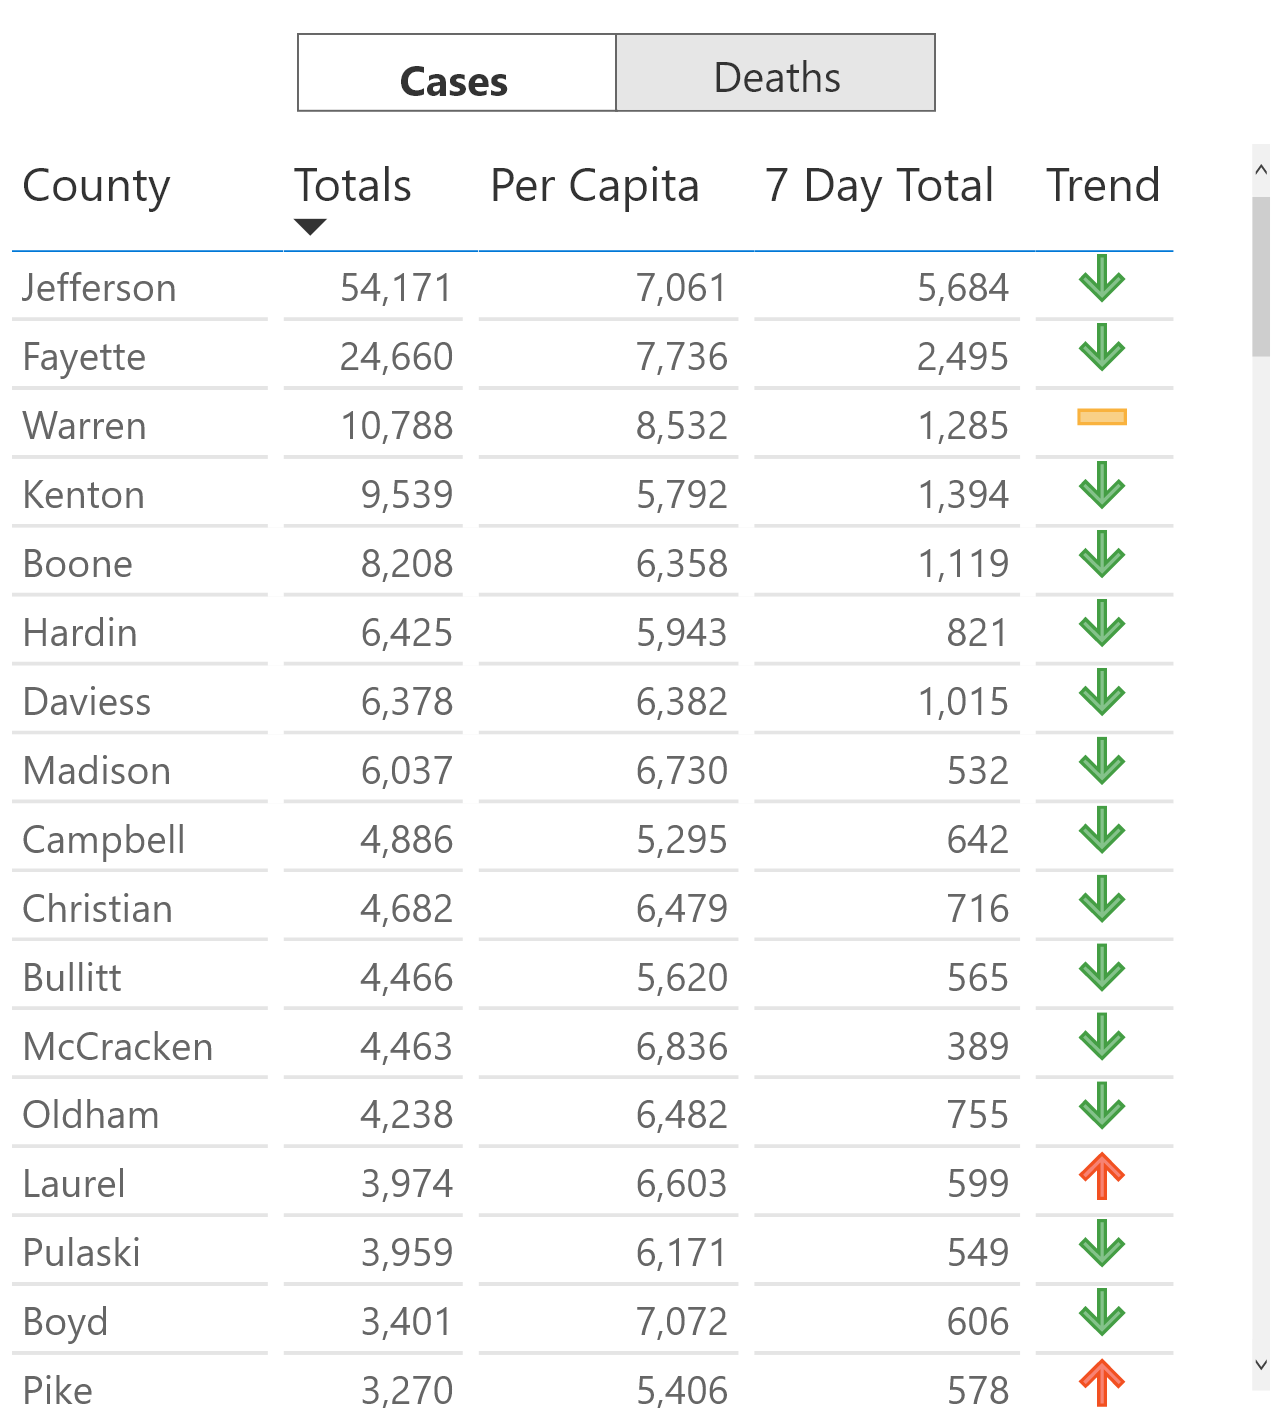 Cases Deaths
County Totals Per Capita 7 Day Total Trend
Jefferson 54,171 7,061 5,684
Fayette 24,660 7,736 2,495
Warren 10,788 8,532 1,285
Kenton 9,539 5,792 1,394
Boone 8,208 6,358 1,119
Hardin 6,425 5,943 821
Daviess 6,378 6,382 1,015
Madison 6,037 6,730 532
Campbell 4,886 5,295 642
Christian 4,682 6,479 716
Bullitt 4,466 5,620 565
McCracken 4,463 6,836 389
Oldham 4,238 6,482 755
Laurel 3,974 6,603 599
Pulaski 3,959 6,171 549
Boyd 3,401 7,072 606
Pike 3,270 5,406 578